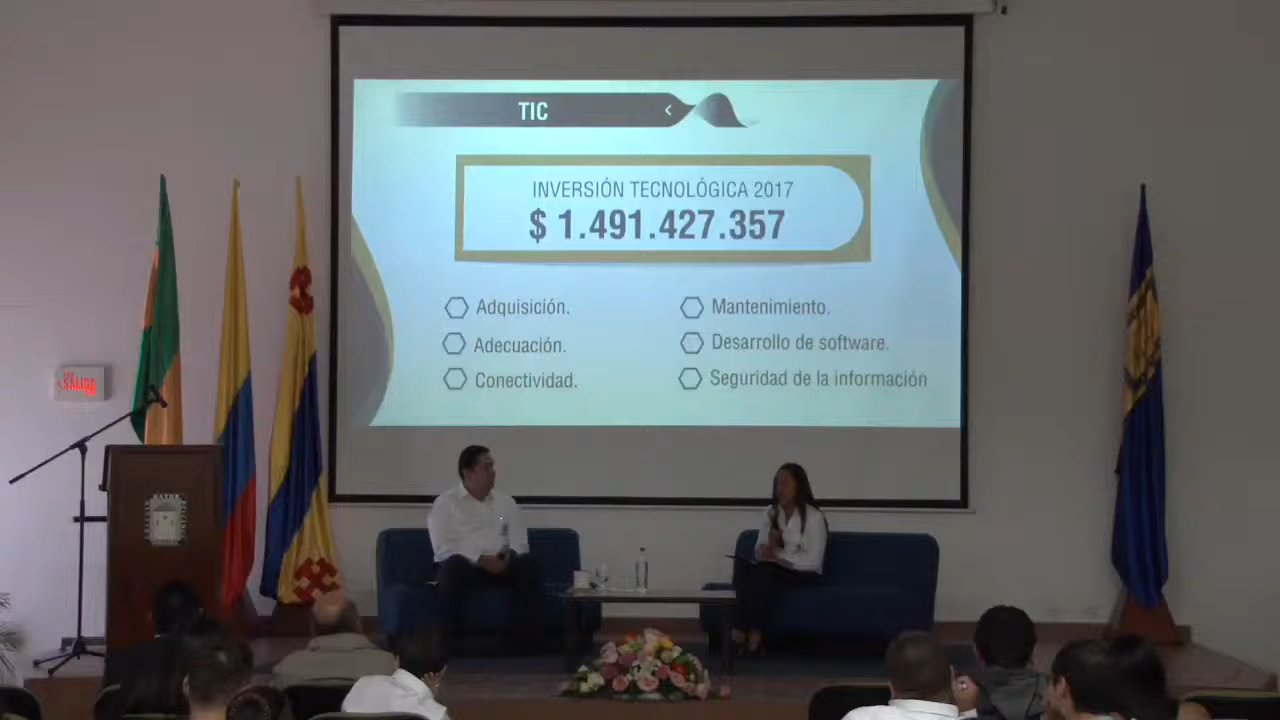 TIC
INVERSIÓN TECNOLÓGICA 2017
$ 1.491.427.357
Adquisición.
Mantenimiento.
Adecuación.
Desarrollo de software.
Conectividad.
Seguridad de la información
SALIDA